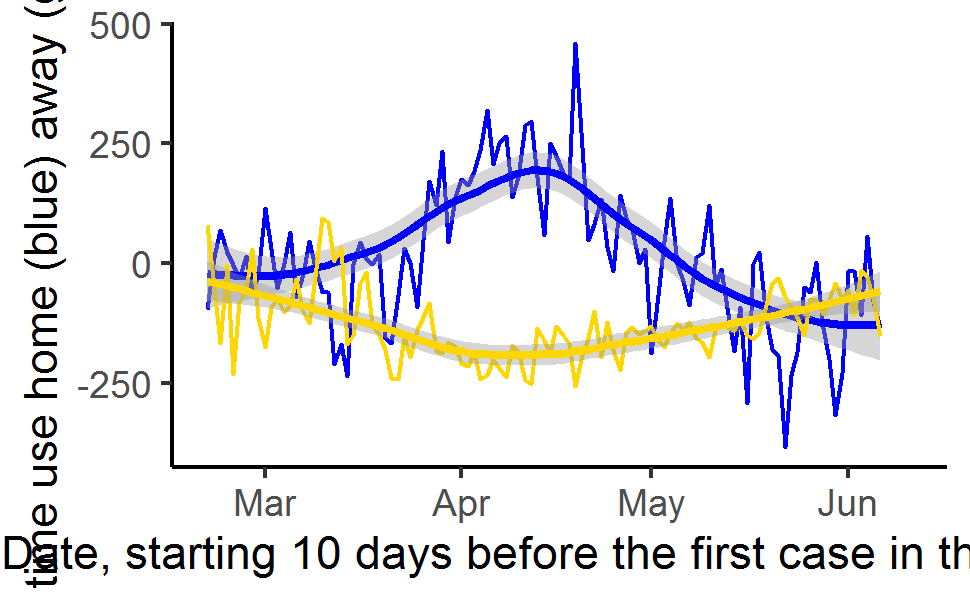 time use home (blue) away (
500
250
0
-250
Mar Apr May Jun
Date, starting 10 days before the first case in th